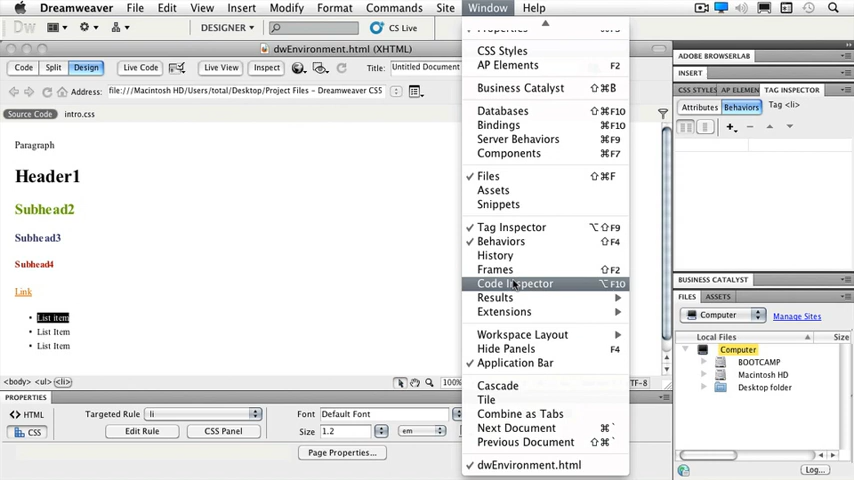 Dreamweaver File Edit View Insert Modify Format Commands Site Window Help
Dw DESIGNER CS Live
dwEnvironment.html (XHTML)
Code Split Design Live Code Live View Inspect Title: Untitled Document
Address: file:///Macintosh HD/Users/total/Desktop/Project Files – Dreamweaver CS5
Source Code intro.css
Paragraph
Header1
Subhead2
Subhead3
Subhead4
Link
• List item
• List Item
• List Item
<body> <ul> <li> 100%
TF-8
PROPERTIES
HTML Targeted Rule li Font Default Font
CSS Edit Rule CSS Panel Size 1.2 em
Page Properties...
Properties
CSS Styles
AP Elements F2
Business Catalyst ⇧⌘B
Databases ⇧⌘F10
Bindings ⌘F10
Server Behaviors ⌘F9
Components ⌘F7
✓ Files ⇧⌘F
Assets
Snippets
✓ Tag Inspector ⌥⇧F9
✓ Behaviors ⇧F4
History
Frames ⇧F2
Code Inspector ⌥F10
Results
Extensions
Workspace Layout
Hide Panels F4
✓ Application Bar
Cascade
Tile
Combine as Tabs
Next Document ⌘`
Previous Document ⇧⌘`
✓ dwEnvironment.html
ADOBE BROWSERLAB
INSERT
CSS STYLES AP ELEMEN TAG INSPECTOR
Attributes Behaviors Tag <li>
BUSINESS CATALYST
FILES ASSETS
Computer Manage Sites
Local Files Size
Computer
BOOTCAMP
Macintosh HD
Desktop folder
Log...